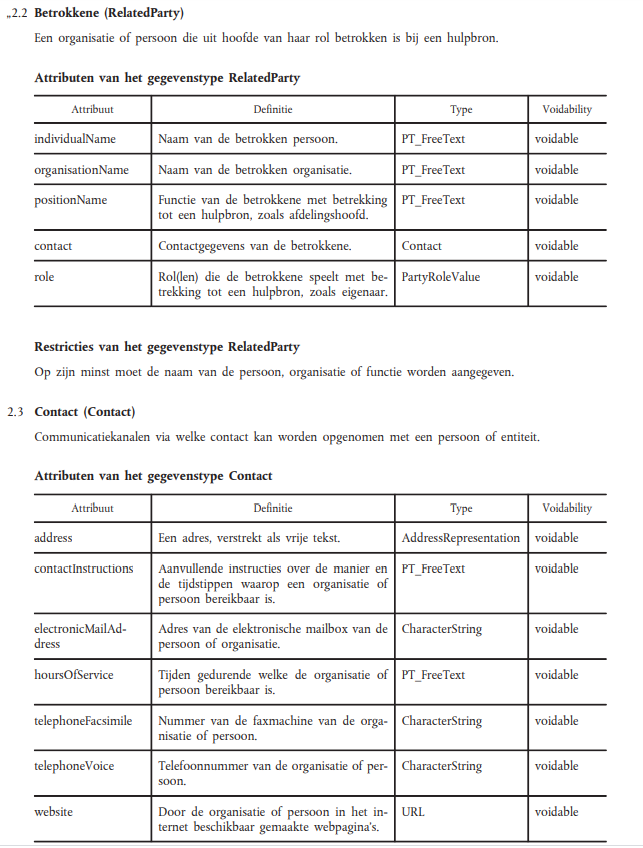 „2.2 Betrokkene (RelatedParty)
Een organisatie of persoon die uit hoofde van haar rol betrokken is bij een hulpbron.
Attributen van het gegevenstype RelatedParty
Attribuut Definitie Type Voidability
individualName Naam van de betrokken persoon. PT_FreeText voidable
organisationName Naam van de betrokken organisatie. PT_FreeText voidable
positionName Functie van de betrokkene met betrekking PT_FreeText voidable
tot een hulpbron, zoals afdelingshoofd.
contact Contactgegevens van de betrokkene. Contact voidable
role Rol(len) die de betrokkene speelt met be- PartyRoleValue voidable
trekking tot een hulpbron, zoals eigenaar.
Restricties van het gegevenstype RelatedParty
Op zijn minst moet de naam van de persoon, organisatie of functie worden aangegeven.
2.3 Contact (Contact)
Communicatiekanalen via welke contact kan worden opgenomen met een persoon of entiteit.
Attributen van het gegevenstype Contact
Attribuut Definitie Type Voidability
address Een adres, verstrekt als vrije tekst. AddressRepresentation voidable
contactInstructions Aanvullende instructies over de manier en PT_FreeText voidable
de tijdstippen waarop een organisatie of
persoon bereikbaar is.
electronicMailAd- Adres van de elektronische mailbox van de CharacterString voidable
dress persoon of organisatie.
hoursOfService Tijden gedurende welke de organisatie of PT_FreeText voidable
persoon bereikbaar is.
telephoneFacsimile Nummer van de faxmachine van de orga- CharacterString voidable
nisatie of persoon.
telephoneVoice Telefoonnummer van de organisatie of per- CharacterString voidable
soon.
website Door de organisatie of persoon in het in- URL voidable
ternet beschikbaar gemaakte webpagina's.